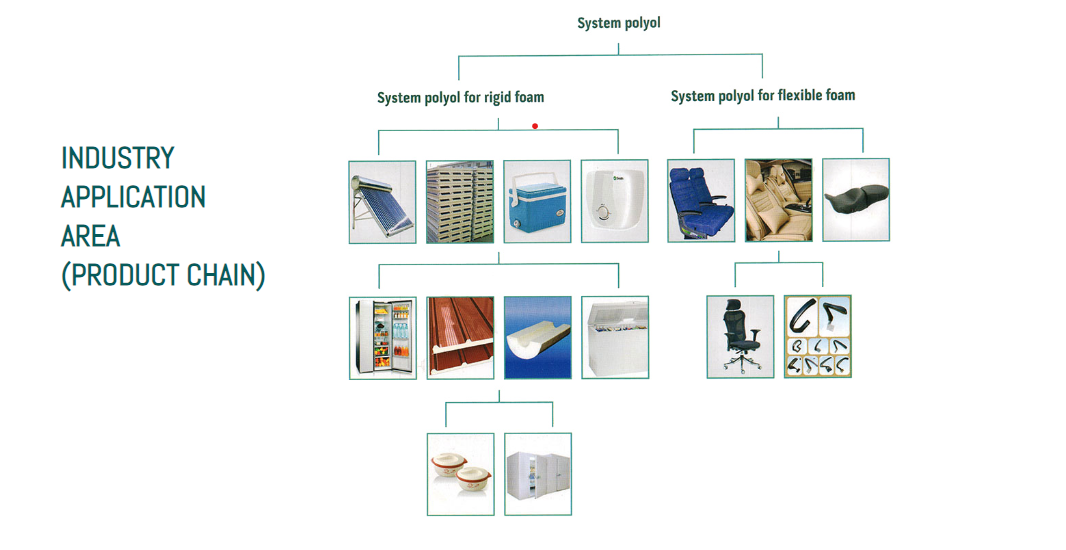 System polyol
System polyol for rigid foam
System polyol for flexible foam
INDUSTRY
APPLICATION
AREA
(PRODUCT CHAIN)